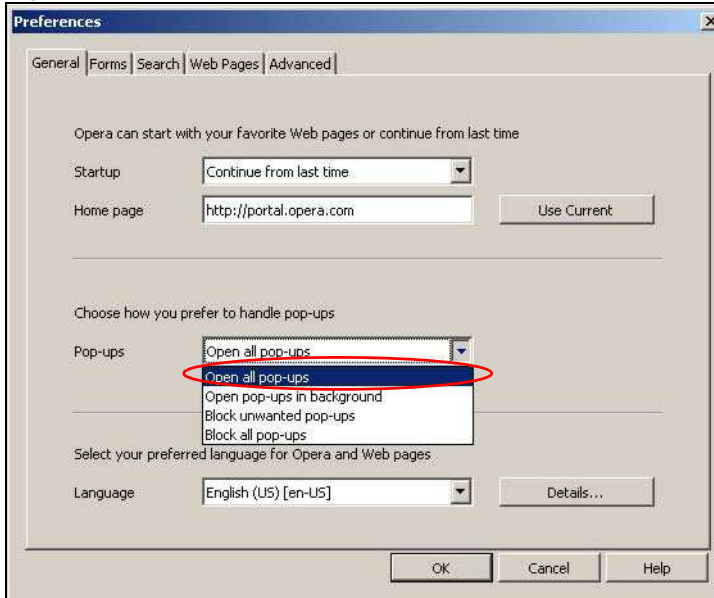 Preferences
General Forms Search Web Pages Advanced
Opera can start with your favorite Web pages or continue from last time
Startup Continue from last time
Home page http://portal.opera.com Use Current
Choose how you prefer to handle pop-ups
Pop-ups Open all pop-ups
Open all pop-ups
Open pop-ups in background
Block unwanted pop-ups
Block all pop-ups
Select your preferred language for Opera and Web pages
Language English (US) [en-US] Details...
OK Cancel Help